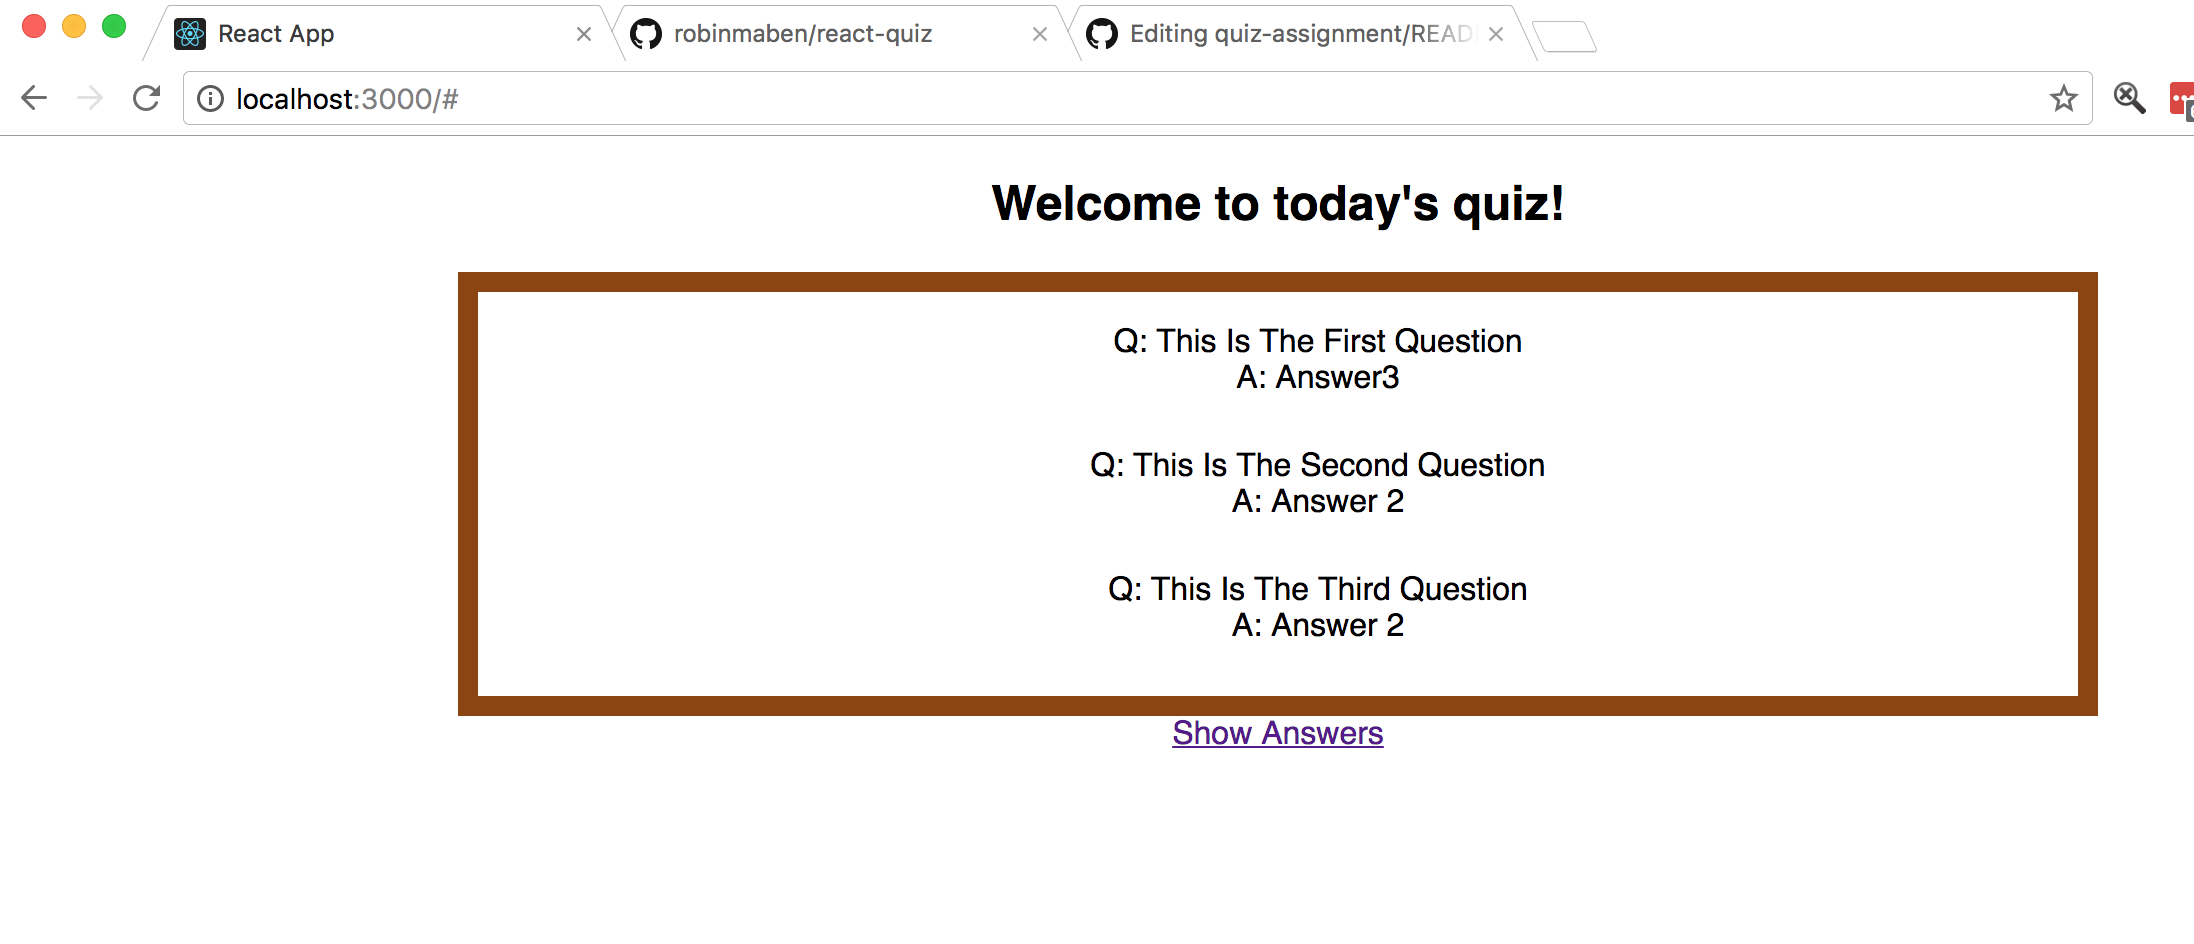 React App
robinmaben/react-quiz
Editing quiz-assignment/READ
localhost:3000/#
Welcome to today's quiz!
Q: This Is The First Question
A: Answer3
Q: This Is The Second Question
A: Answer 2
Q: This Is The Third Question
A: Answer 2
Show Answers